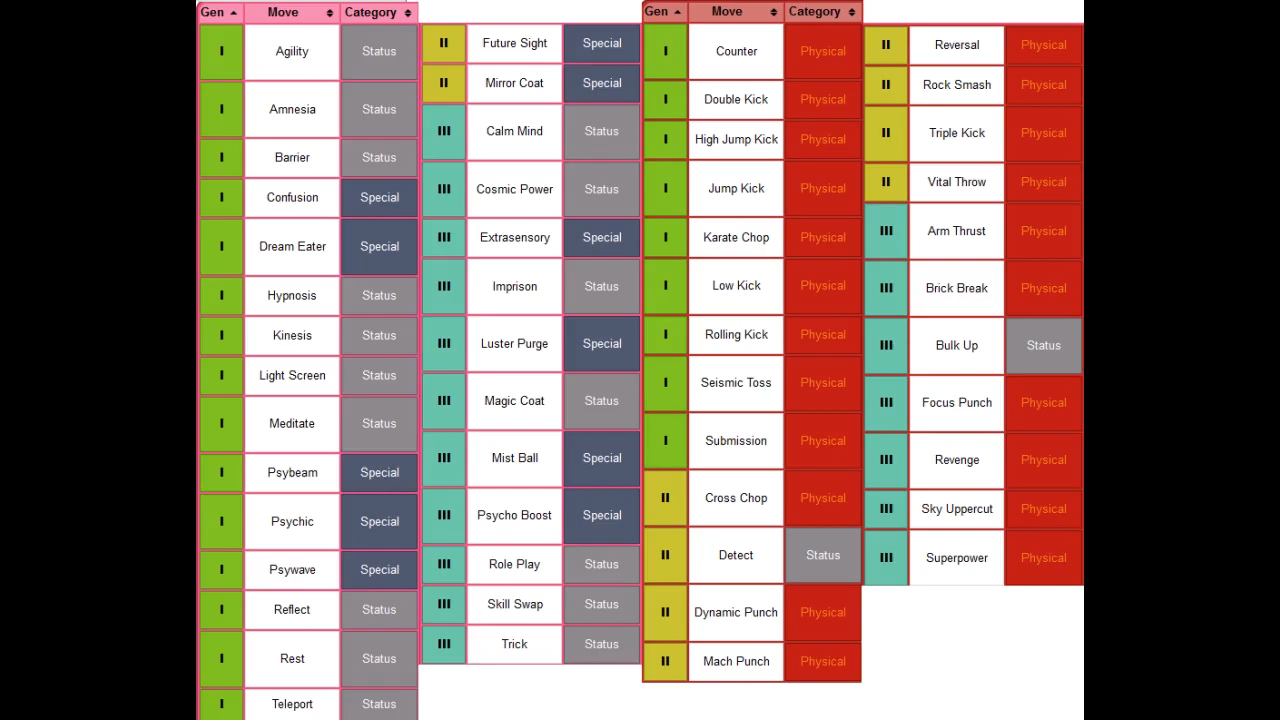 Gen Move Category
I Agility Status
I Amnesia Status
I Barrier Status
I Confusion Special
I Dream Eater Special
I Hypnosis Status
I Kinesis Status
I Light Screen Status
I Meditate Status
I Psybeam Special
I Psychic Special
I Psywave Special
I Reflect Status
I Rest Status
I Teleport Status
II Future Sight Special
II Mirror Coat Special
III Calm Mind Status
III Cosmic Power Status
III Extrasensory Special
III Imprison Status
III Luster Purge Special
III Magic Coat Status
III Mist Ball Special
III Psycho Boost Special
III Role Play Status
III Skill Swap Status
III Trick Status
Gen Move Category
I Counter Physical
I Double Kick Physical
I High Jump Kick Physical
I Jump Kick Physical
I Karate Chop Physical
I Low Kick Physical
I Rolling Kick Physical
I Seismic Toss Physical
I Submission Physical
II Cross Chop Physical
II Detect Status
II Dynamic Punch Physical
II Mach Punch Physical
II Reversal Physical
II Rock Smash Physical
II Triple Kick Physical
II Vital Throw Physical
III Arm Thrust Physical
III Brick Break Physical
III Bulk Up Status
III Focus Punch Physical
III Revenge Physical
III Sky Uppercut Physical
III Superpower Physical